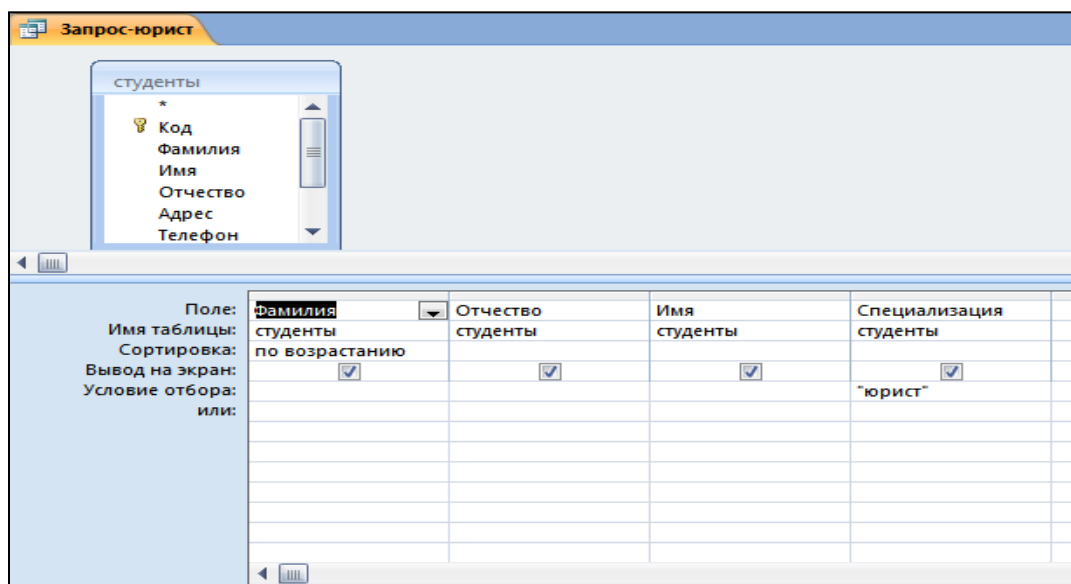 Запрос-юрист
студенты
*
Код
Фамилия
Имя
Отчество
Адрес
Телефон
Поле: Фамилия Отчество Имя Специализация
Имя таблицы: студенты студенты студенты студенты
Сортировка: по возрастанию
Вывод на экран:
Условие отбора: "юрист"
или: